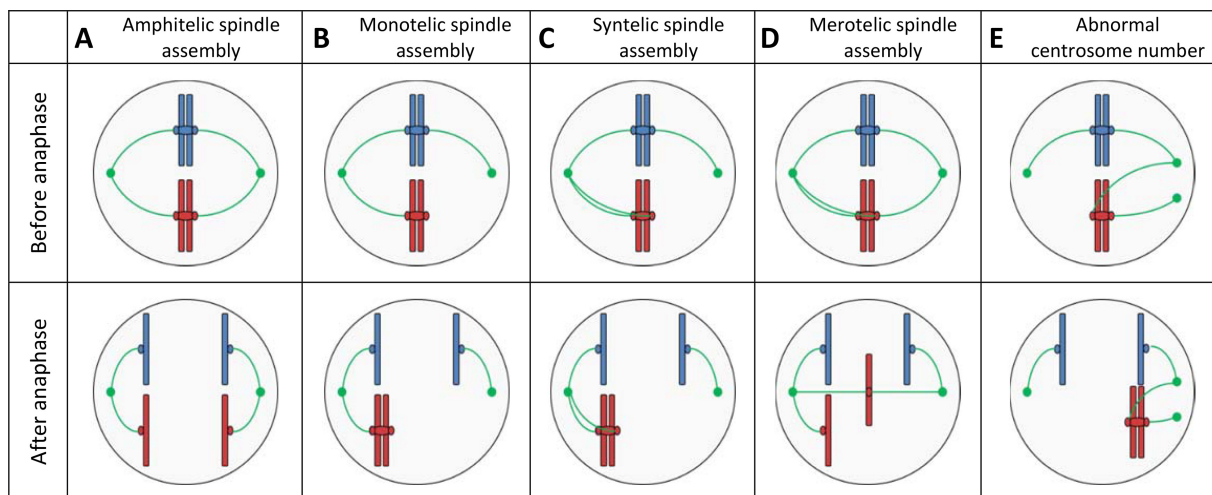 A Amphitelic spindle
assembly
B Monotelic spindle
assembly
C Syntelic spindle
assembly
D Merotelic spindle
assembly
E Abnormal
centrosome number
Before anaphase
After anaphase